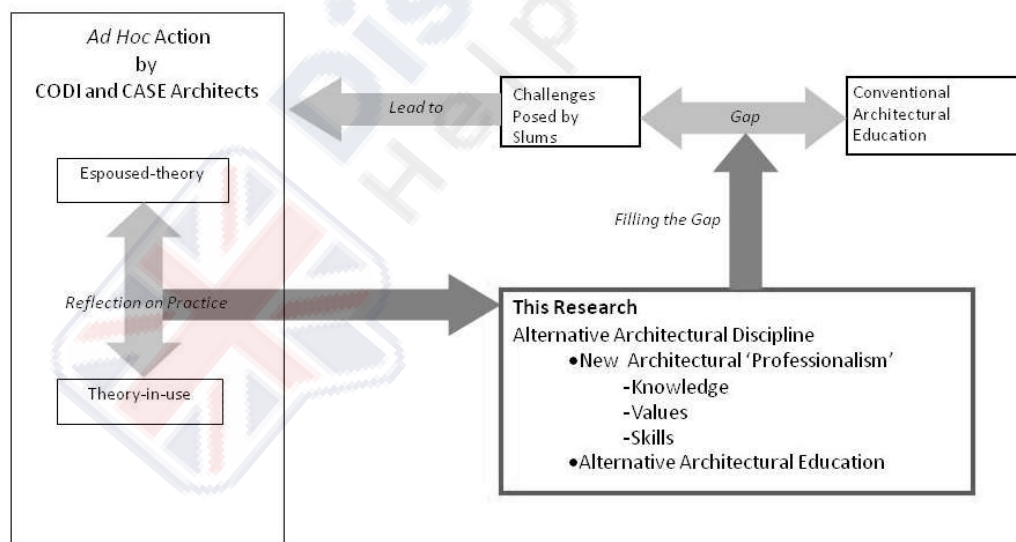 Ad Hoc Action
by
CODI and CASE Architects
Espoused-theory
Reflection on Practice
Theory-in-use
Lead to
Challenges
Posed by
Slums
Gap
Conventional
Architectural
Education
Filling the Gap
This Research
Alternative Architectural Discipline
•New Architectural ‘Professionalism’
-Knowledge
-Values
-Skills
•Alternative Architectural Education
Dis
Help